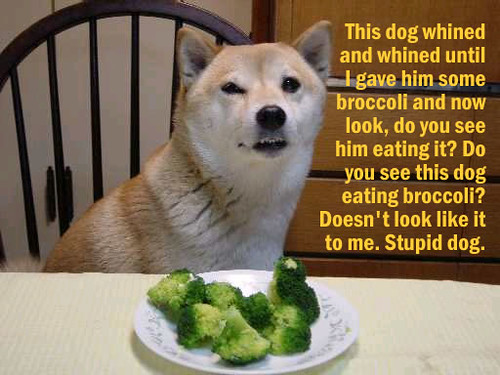 This dog whined
and whined until
I gave him some
broccoli and now
look, do you see
him eating it? Do
you see this dog
eating broccoli?
Doesn't look like it
to me. Stupid dog.